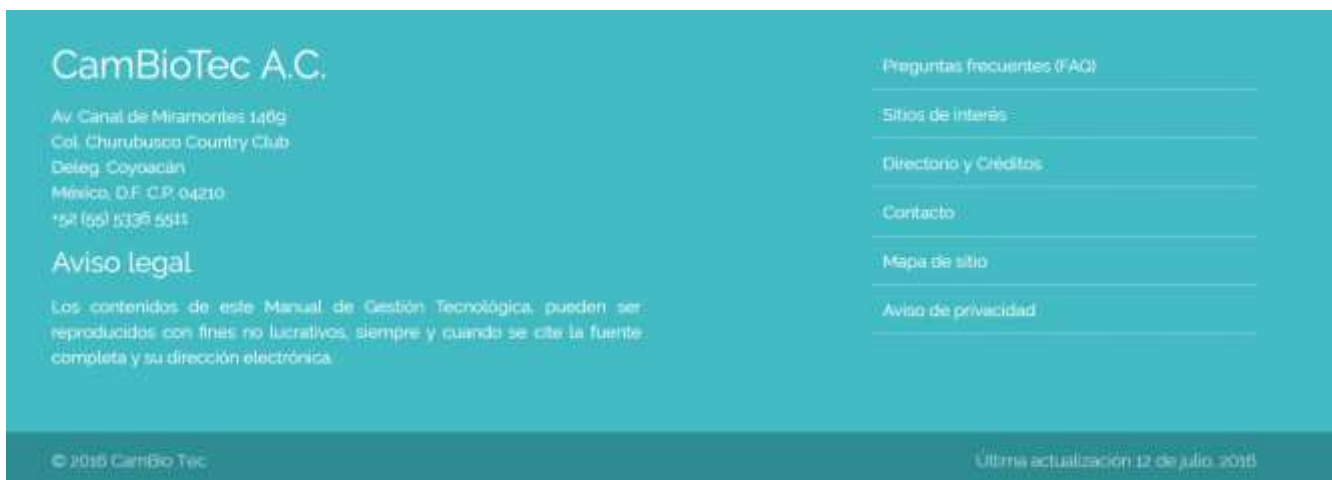 CamBioTec A.C.
Av. Canal de Miramontes 1469
Col. Churubusco Country Club
Deleg. Coyoacán
México, D.F. C.P. 04210
+52 (55) 5336 5511
Aviso legal
Los contenidos de este Manual de Gestión Tecnológica, pueden ser
reproducidos con fines no lucrativos, siempre y cuando se cite la fuente
completa y su dirección electrónica.
Preguntas frecuentes (FAQ)
Sitios de interés
Directorio y Créditos
Contacto
Mapa de sitio
Aviso de privacidad
© 2016 CamBio Tec
Última actualización 12 de julio, 2016